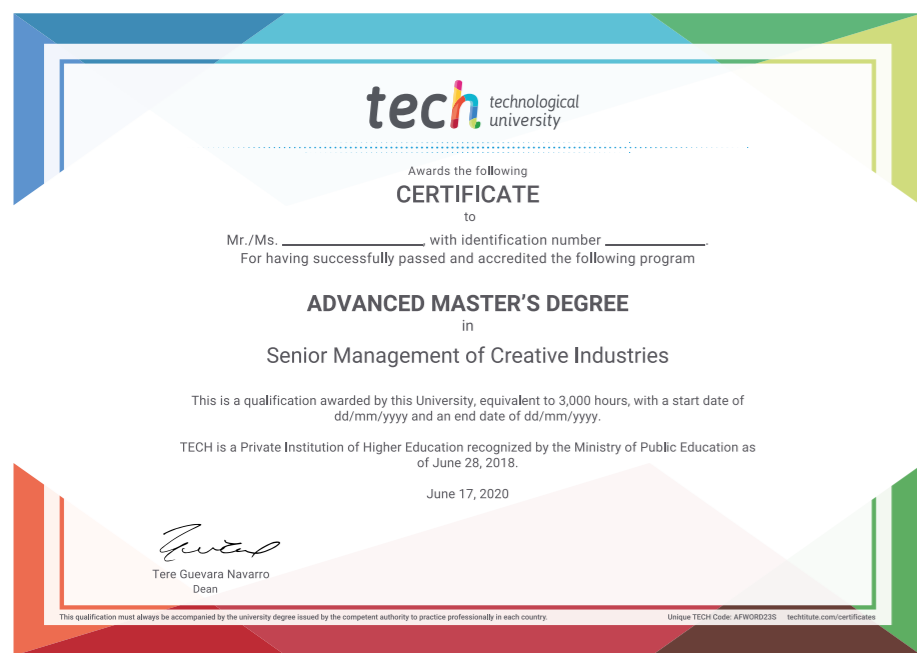 tech technological
university
Awards the following
CERTIFICATE
to
Mr./Ms. ____________________, with identification number ______________.
For having successfully passed and accredited the following program
ADVANCED MASTER'S DEGREE
in
Senior Management of Creative Industries
This is a qualification awarded by this University, equivalent to 3,000 hours, with a start date of
dd/mm/yyyy and an end date of dd/mm/yyyy.
TECH is a Private Institution of Higher Education recognized by the Ministry of Public Education as
of June 28, 2018.
June 17, 2020
Tere Guevara Navarro
Dean
This qualification must always be accompanied by the university degree issued by the competent authority to practice professionally in each country.
Unique TECH Code: AFWORD23S techtitute.com/certificates